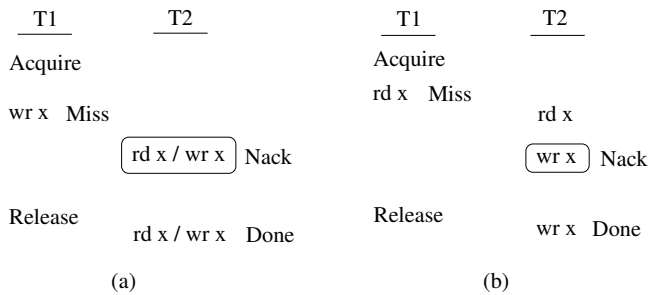 T1 T2
Acquire
wr x Miss
rd x / wr x Nack
Release
rd x / wr x Done
(a)
T1 T2
Acquire
rd x Miss
rd x
wr x Nack
Release
wr x Done
(b)